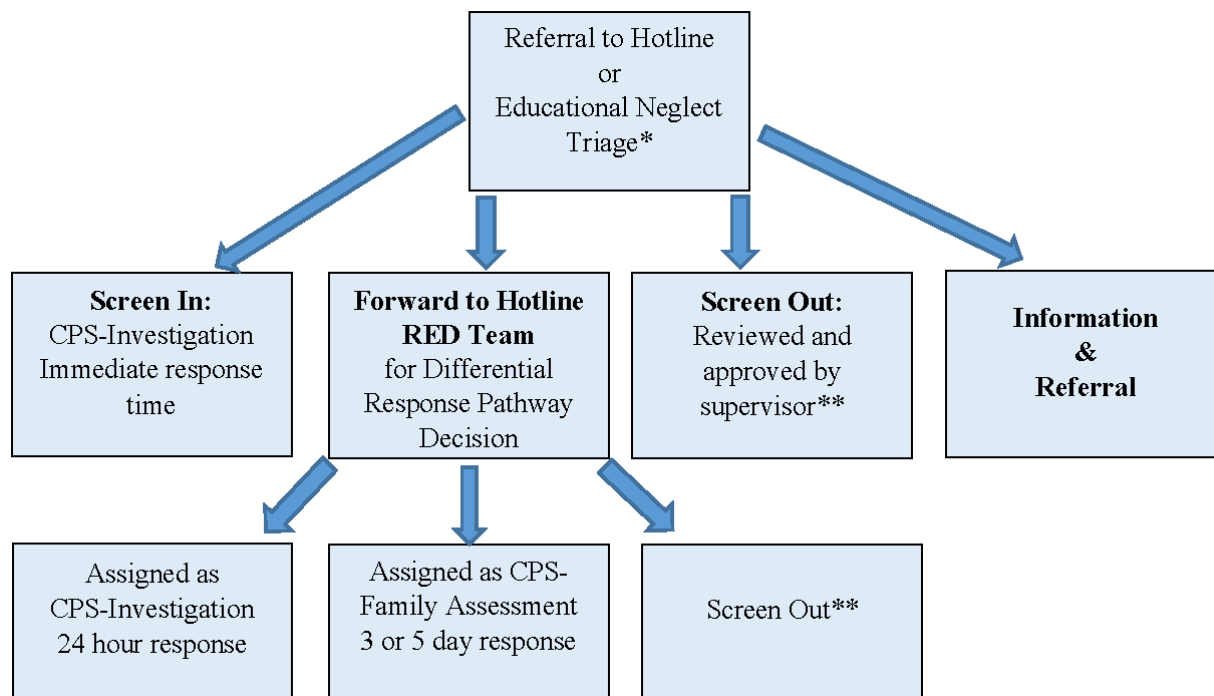 Referral to Hotline
or
Educational Neglect
Triage*
Screen In:
CPS-Investigation
Immediate response
time
Forward to Hotline
RED Team
for Differential
Response Pathway
Decision
Screen Out:
Reviewed and
approved by
supervisor**
Information
&
Referral
Assigned as
CPS-Investigation
24 hour response
Assigned as CPS-
Family Assessment
3 or 5 day response
Screen Out**